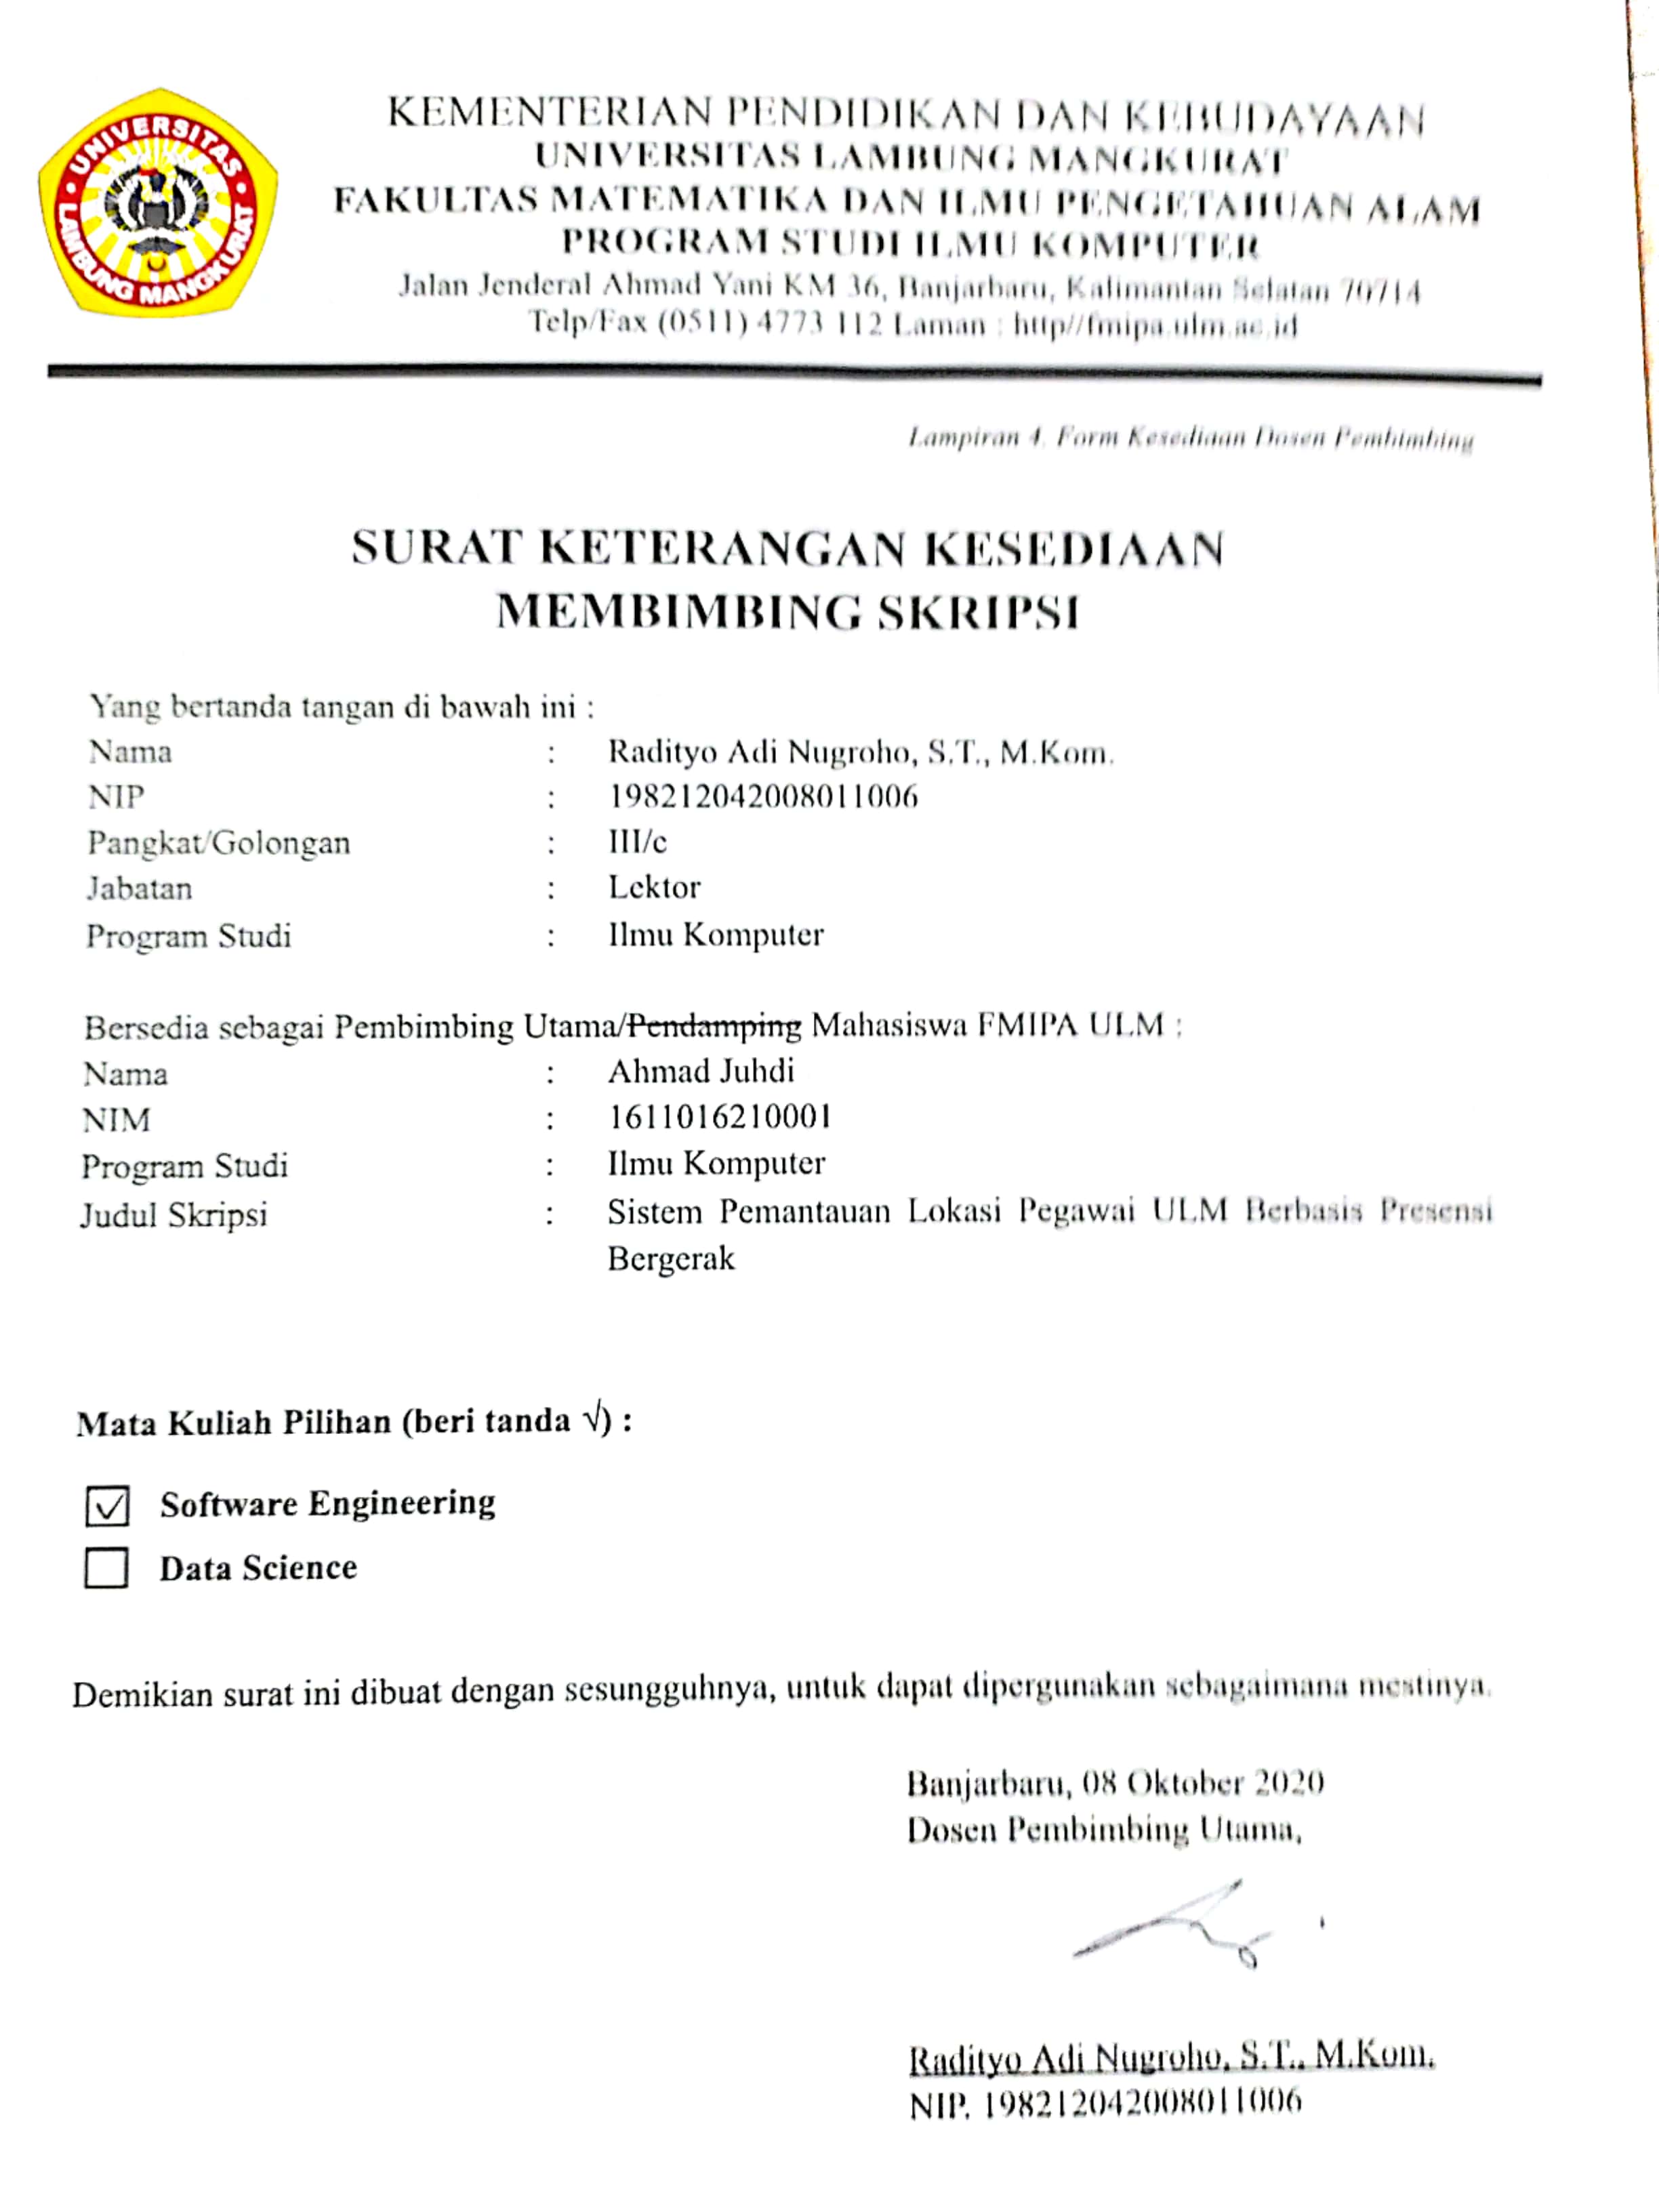 UNIVERSITAS
LAMBUNG MANGKURAT
KEMENTERIAN PENDIDIKAN DAN KEBUDAYAAN
UNIVERSITAS LAMBUNG MANGKURAT
FAKULTAS MATEMATIKA DAN ILMU PENGETAHUAN ALAM
PROGRAM STUDI ILMU KOMPUTER
Jalan Jenderal Ahmad Yani KM 36, Banjarbaru, Kalimantan Selatan 70714
Telp/Fax (0511) 4773 112 Laman : http//fmipa.ulm.ac.id
Lampiran 4. Form Kesediaan Dosen Pembimbing
SURAT KETERANGAN KESEDIAAN
MEMBIMBING SKRIPSI
Yang bertanda tangan di bawah ini :
Nama : Radityo Adi Nugroho, S.T., M.Kom.
NIP : 198212042008011006
Pangkat/Golongan : III/c
Jabatan : Lektor
Program Studi : Ilmu Komputer
Bersedia sebagai Pembimbing Utama/Pendamping Mahasiswa FMIPA ULM :
Nama : Ahmad Juhdi
NIM : 1611016210001
Program Studi : Ilmu Komputer
Judul Skripsi : Sistem Pemantauan Lokasi Pegawai ULM Berbasis Presensi
Bergerak
Mata Kuliah Pilihan (beri tanda √) :
☑ Software Engineering
☐ Data Science
Demikian surat ini dibuat dengan sesungguhnya, untuk dapat dipergunakan sebagaimana mestinya.
Banjarbaru, 08 Oktober 2020
Dosen Pembimbing Utama,
Radityo Adi Nugroho, S.T., M.Kom.
NIP. 198212042008011006